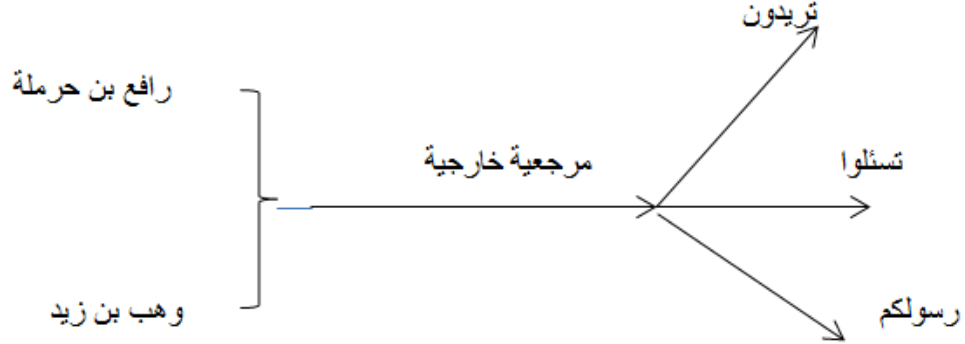 تريدون
رافع بن حرملة
مرجعية خارجية
تسئلوا
وهب بن زيد
رسولكم